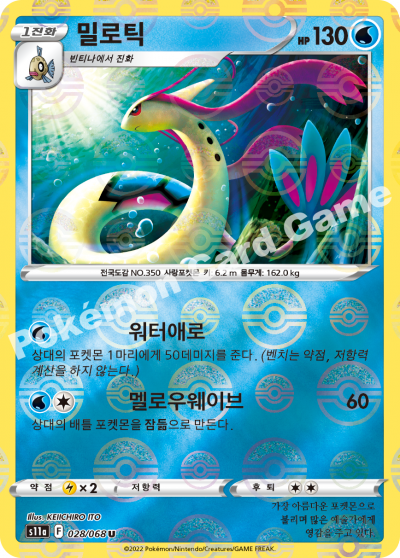 1진화
밀로틱
HP 130
빈티나에서 진화
전국도감 NO.350 사랑포켓몬 키 6.2 m 몸무게: 162.0 kg
워터애로
상대의 포켓몬 1마리에게 50데미지를 준다. (벤치는 약점, 저항력
계산을 하지 않는다.)
멜로우웨이브 60
상대의 배틀 포켓몬을 잠듦으로 만든다.
약점 ×2 저항력 후퇴
Illus. KEIICHIRO ITO
s11a F 028/068 U
가장 아름다운 포켓몬으로
불리며 많은 예술가에게
영감을 주고 있다.
©2022 Pokémon/Nintendo/Creatures/GAME FREAK.
Pokémon Card Game